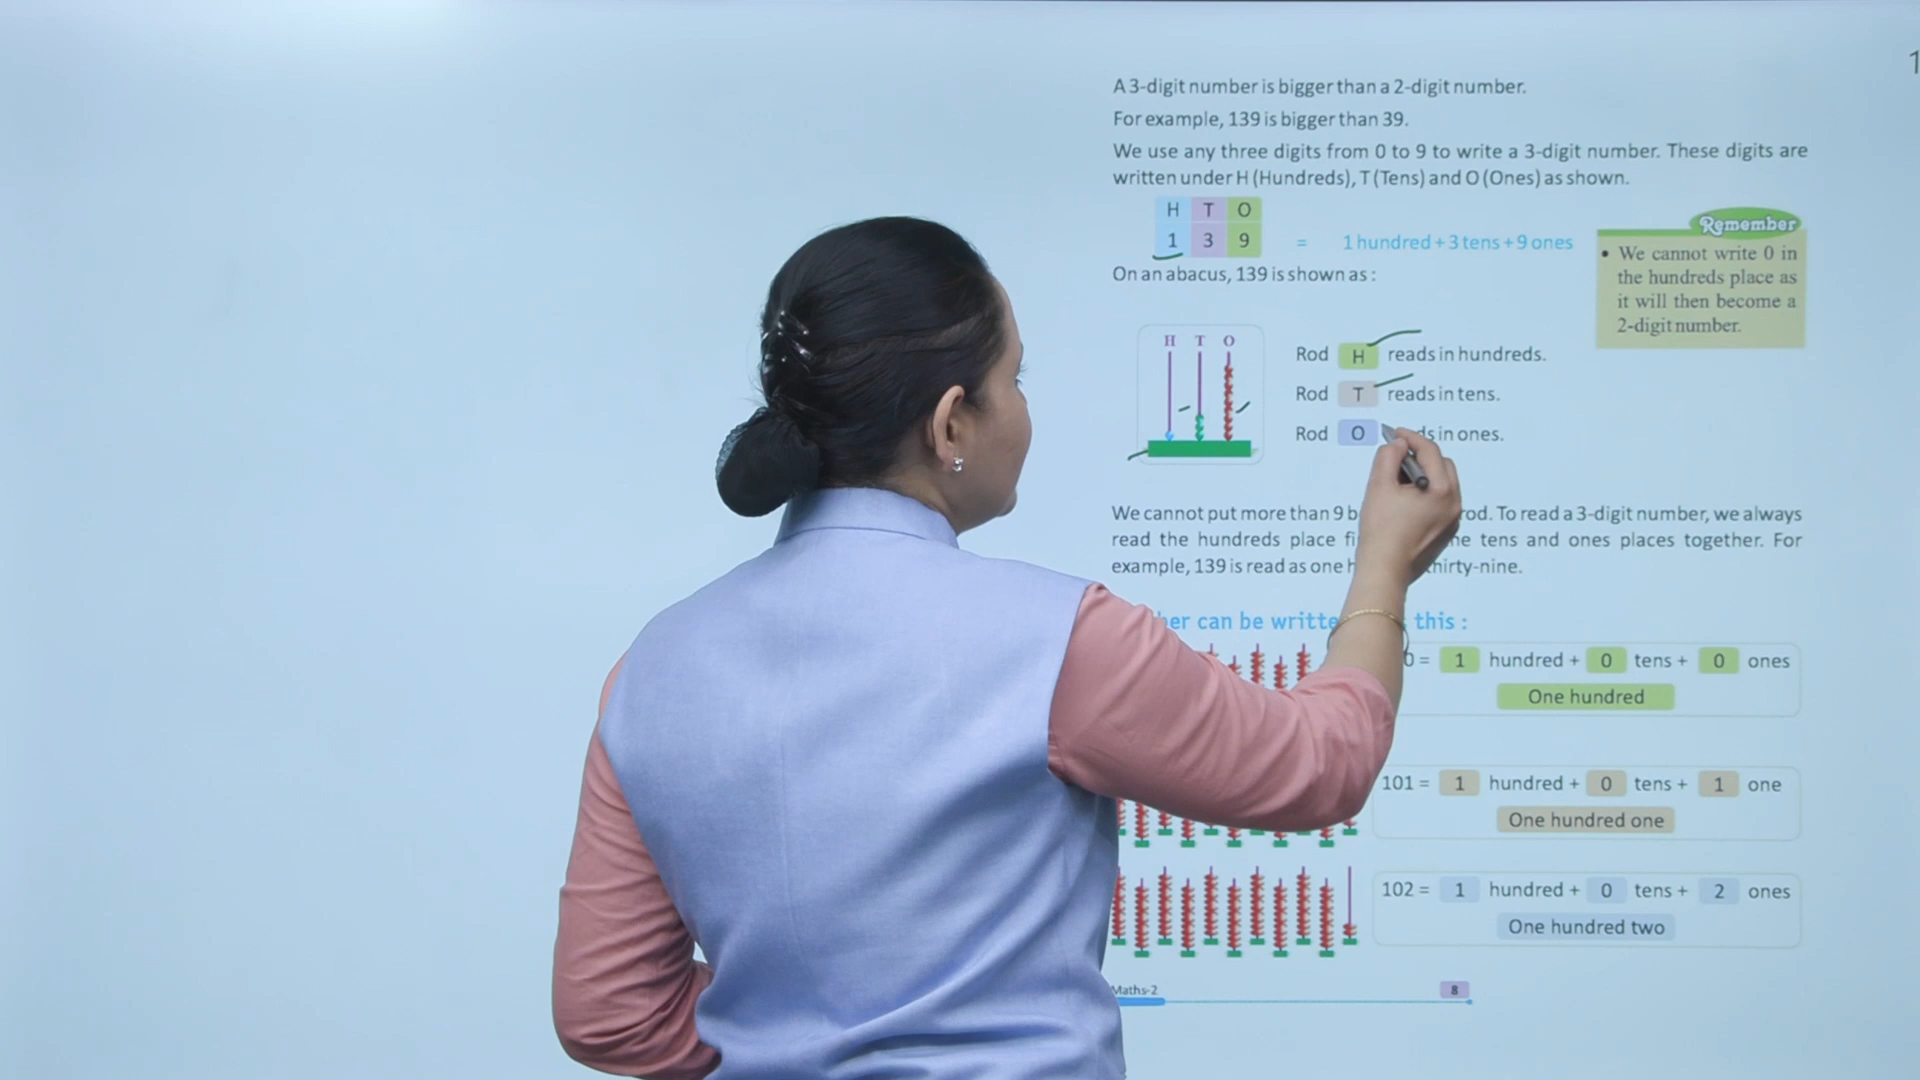 1
A 3-digit number is bigger than a 2-digit number.
For example, 139 is bigger than 39.
We use any three digits from 0 to 9 to write a 3-digit number. These digits are
written under H (Hundreds), T (Tens) and O (Ones) as shown.
H T O
1 3 9 = 1 hundred + 3 tens + 9 ones
On an abacus, 139 is shown as :
Remember
• We cannot write 0 in
the hundreds place as
it will then become a
2-digit number.
H T O
Rod H reads in hundreds.
Rod T reads in tens.
Rod O in ones.
We cannot put more than 9 rod. To read a 3-digit number, we always
read the hundreds place tens and ones places together. For
example, 139 is read as one thirty-nine.
can be this :
= 1 hundred + 0 tens + 0 ones
One hundred
101 = 1 hundred + 0 tens + 1 one
One hundred one
102 = 1 hundred + 0 tens + 2 ones
One hundred two
Maths-2 8